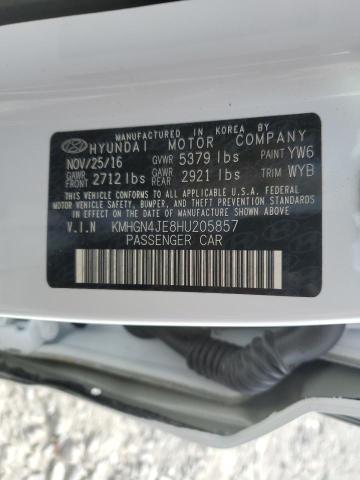 MANUFACTURED IN KOREA BY
HYUNDAI MOTOR COMPANY
NOV/25/16 GVWR 5379 lbs PAINT YW6
GAWR FRONT 2712 lbs GAWR REAR 2921 lbs TRIM WYB
THIS VEHICLE CONFORMS TO ALL APPLICABLE U.S.A. FEDERAL
MOTOR VEHICLE SAFETY, BUMPER, AND THEFT PREVENTION
STANDARDS IN EFFECT ON THE DATE OF MANUFACTURE
SHOWN ABOVE.
V.I.N KMHGN4JE8HU205857
PASSENGER CAR